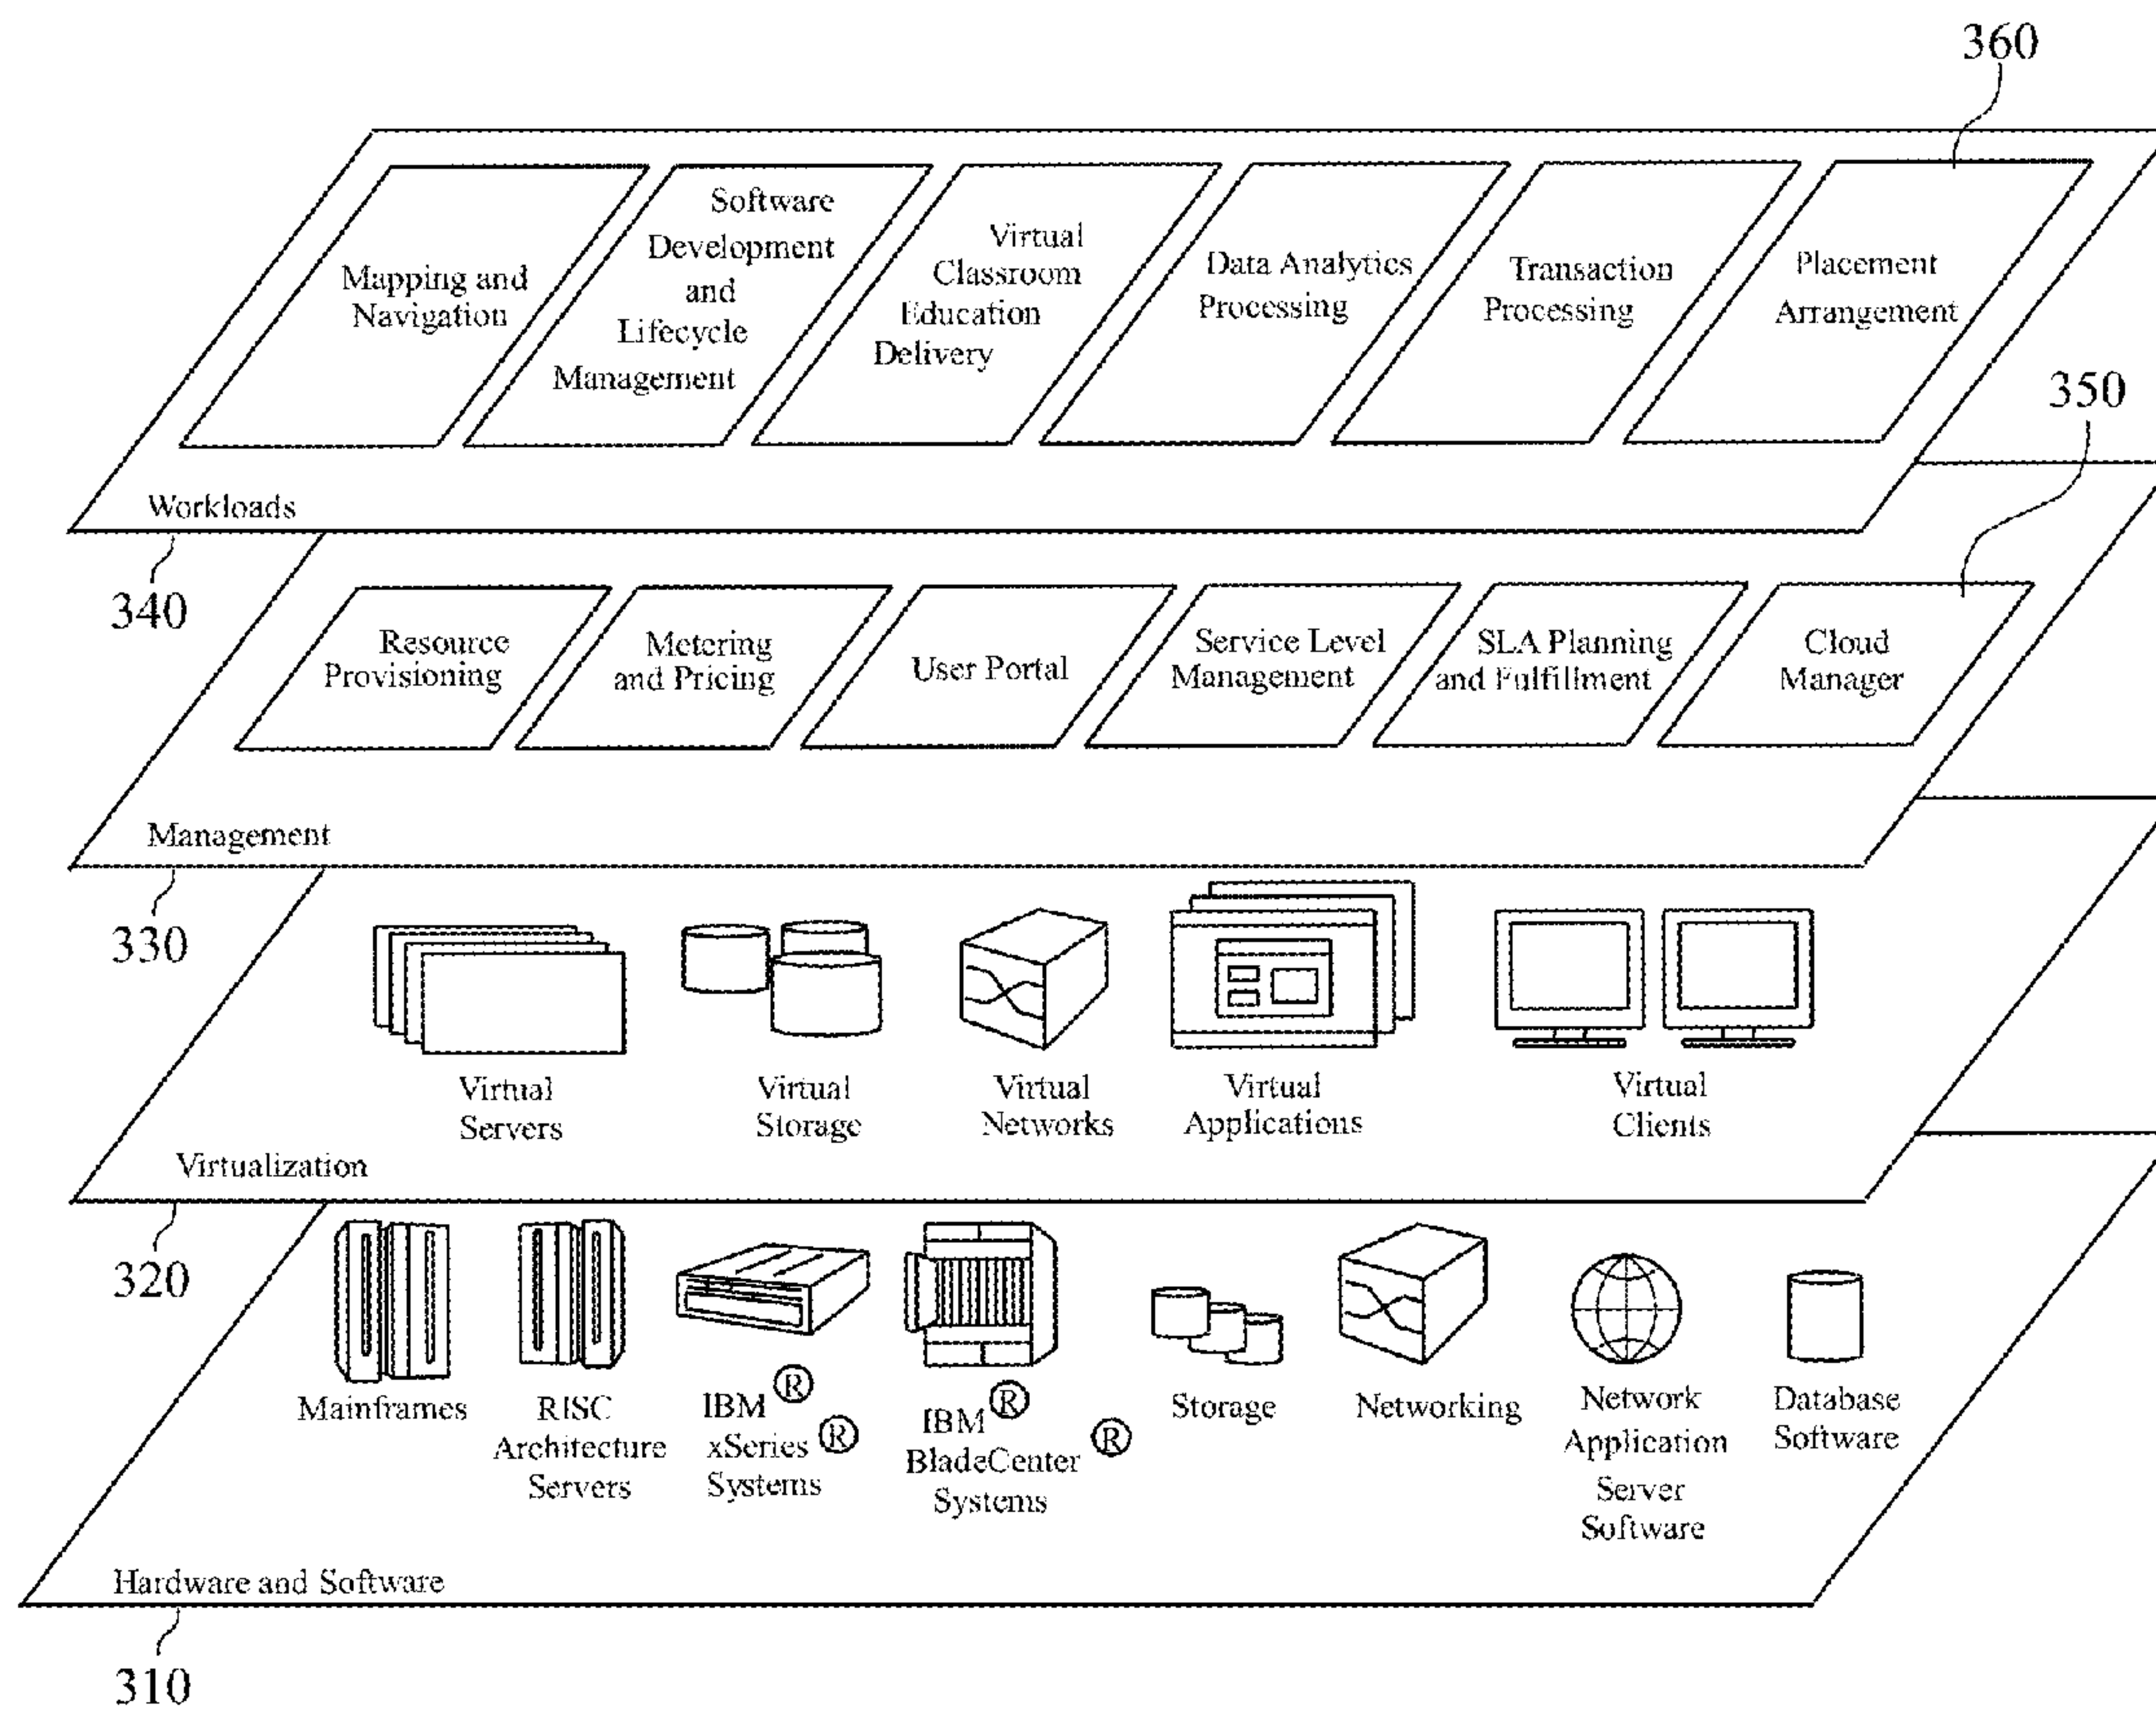 360
Mapping and
Navigation
Software
Development
and
Lifecycle
Management
Virtual
Classroom
Education
Delivery
Data Analytics
Processing
Transaction
Processing
Placement
Arrangement
350
Workloads
340
Resource
Provisioning
Metering
and Pricing
User Portal
Service Level
Management
SLA Planning
and Fulfillment
Cloud
Manager
Management
330
Virtual
Servers
Virtual
Storage
Virtual
Networks
Virtual
Applications
Virtual
Clients
Virtualization
320
Mainframes
RISC
Architecture
Servers
IBM ®
xSeries ®
Systems
IBM ®
BladeCenter ®
Systems
Storage
Networking
Network
Application
Server
Software
Database
Software
Hardware and Software
310